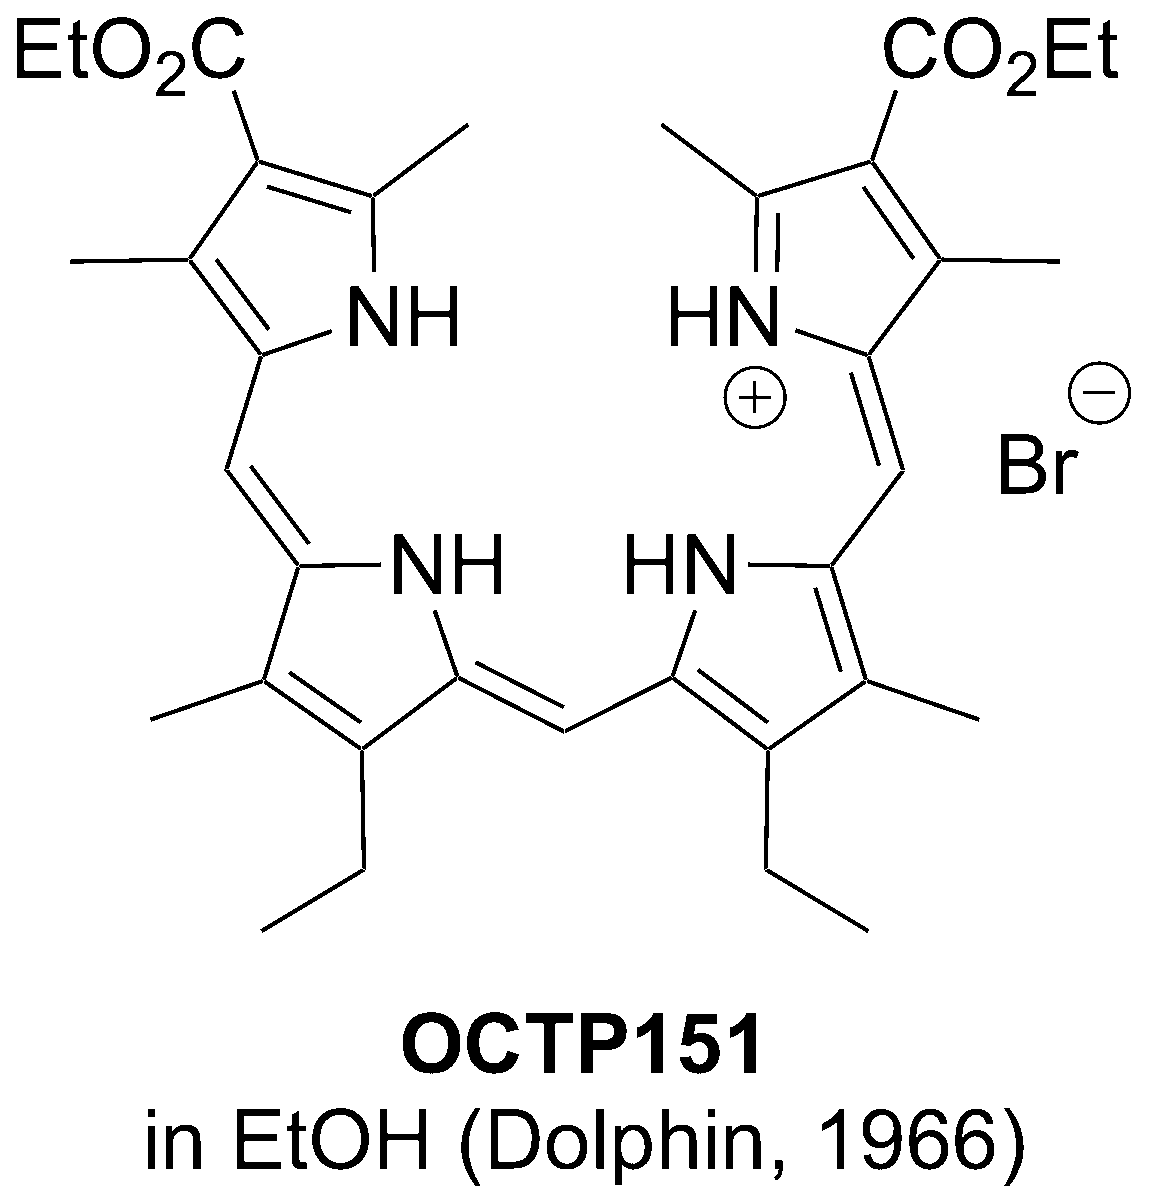 EtO₂C CO₂Et
NH HN
⊕ ⊖
Br
NH HN
OCTP151
in EtOH (Dolphin, 1966)